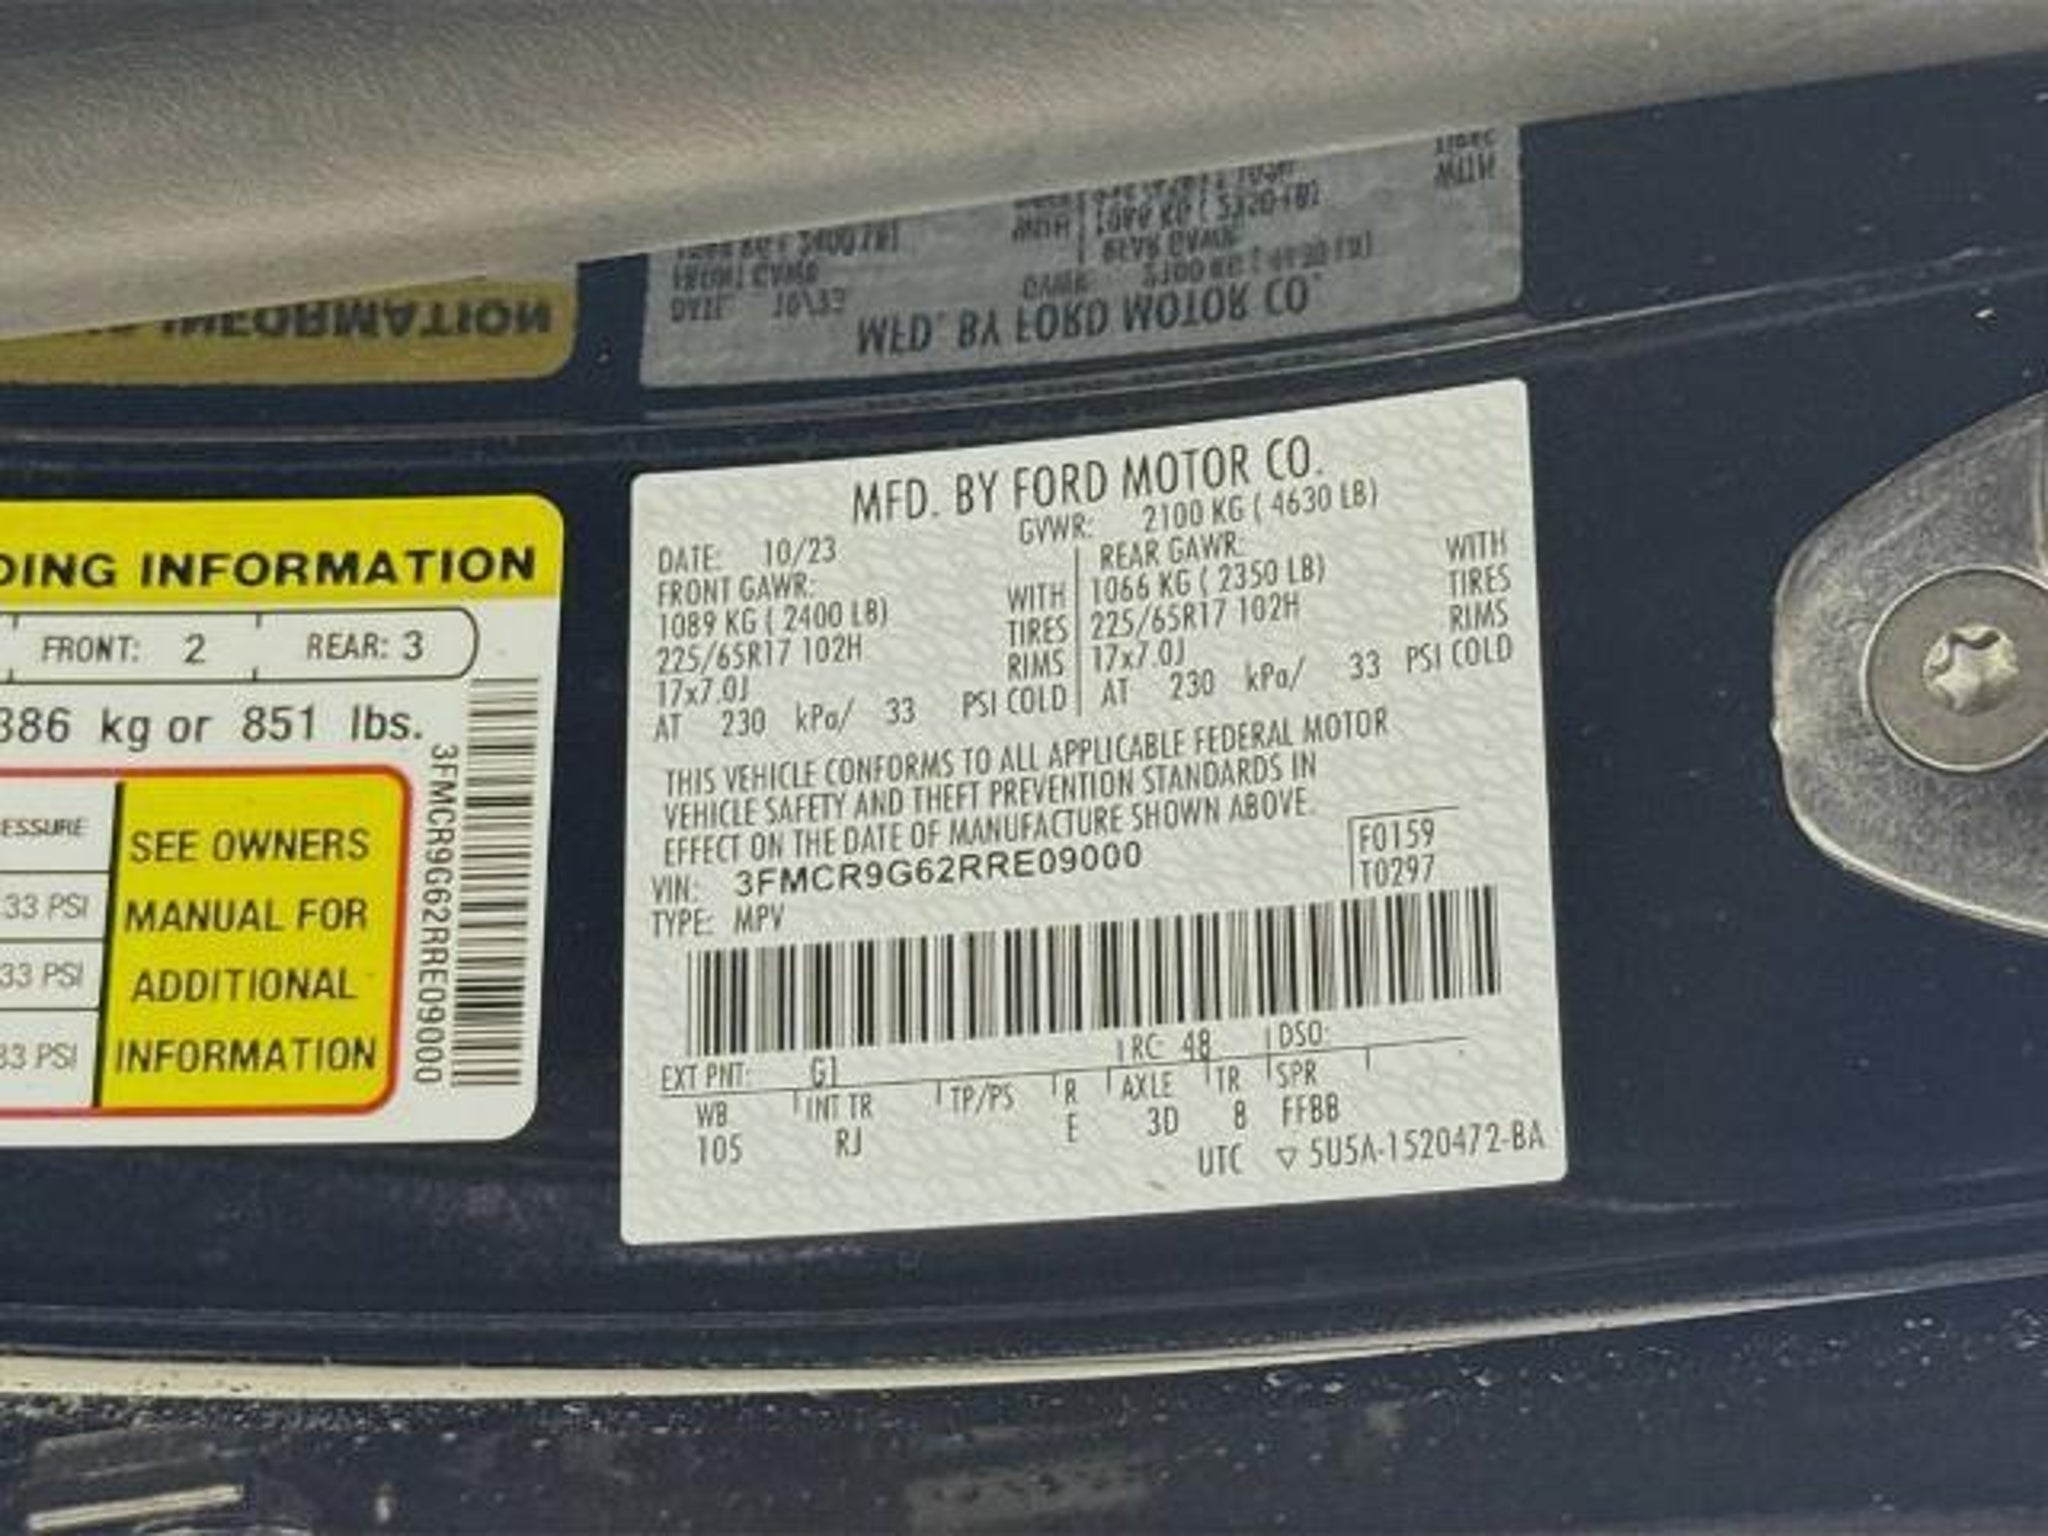 DING INFORMATION
FRONT: 2 REAR: 3
386 kg or 851 lbs.
ESSURE
33 PSI
33 PSI
33 PSI
SEE OWNERS
MANUAL FOR
ADDITIONAL
INFORMATION
3FMCR9G62RRE09000
MFD. BY FORD MOTOR CO.
DATE: 10/23 GVWR: 2100 KG ( 4630 LB)
FRONT GAWR: REAR GAWR:
1089 KG ( 2400 LB) WITH 1066 KG ( 2350 LB) WITH
225/65R17 102H TIRES 225/65R17 102H TIRES
17x7.0J RIMS 17x7.0J RIMS
AT 230 kPa/ 33 PSI COLD AT 230 kPa/ 33 PSI COLD
THIS VEHICLE CONFORMS TO ALL APPLICABLE FEDERAL MOTOR
VEHICLE SAFETY AND THEFT PREVENTION STANDARDS IN
EFFECT ON THE DATE OF MANUFACTURE SHOWN ABOVE.
VIN: 3FMCR9G62RRE09000 F0159
TYPE: MPV T0297
EXT PNT: G1 RC: 48 DSO:
WB INT TR TP/PS R AXLE TR SPR
105 RJ E 3D 8 FFBB
UTC ▽ 5U5A-1520472-BA